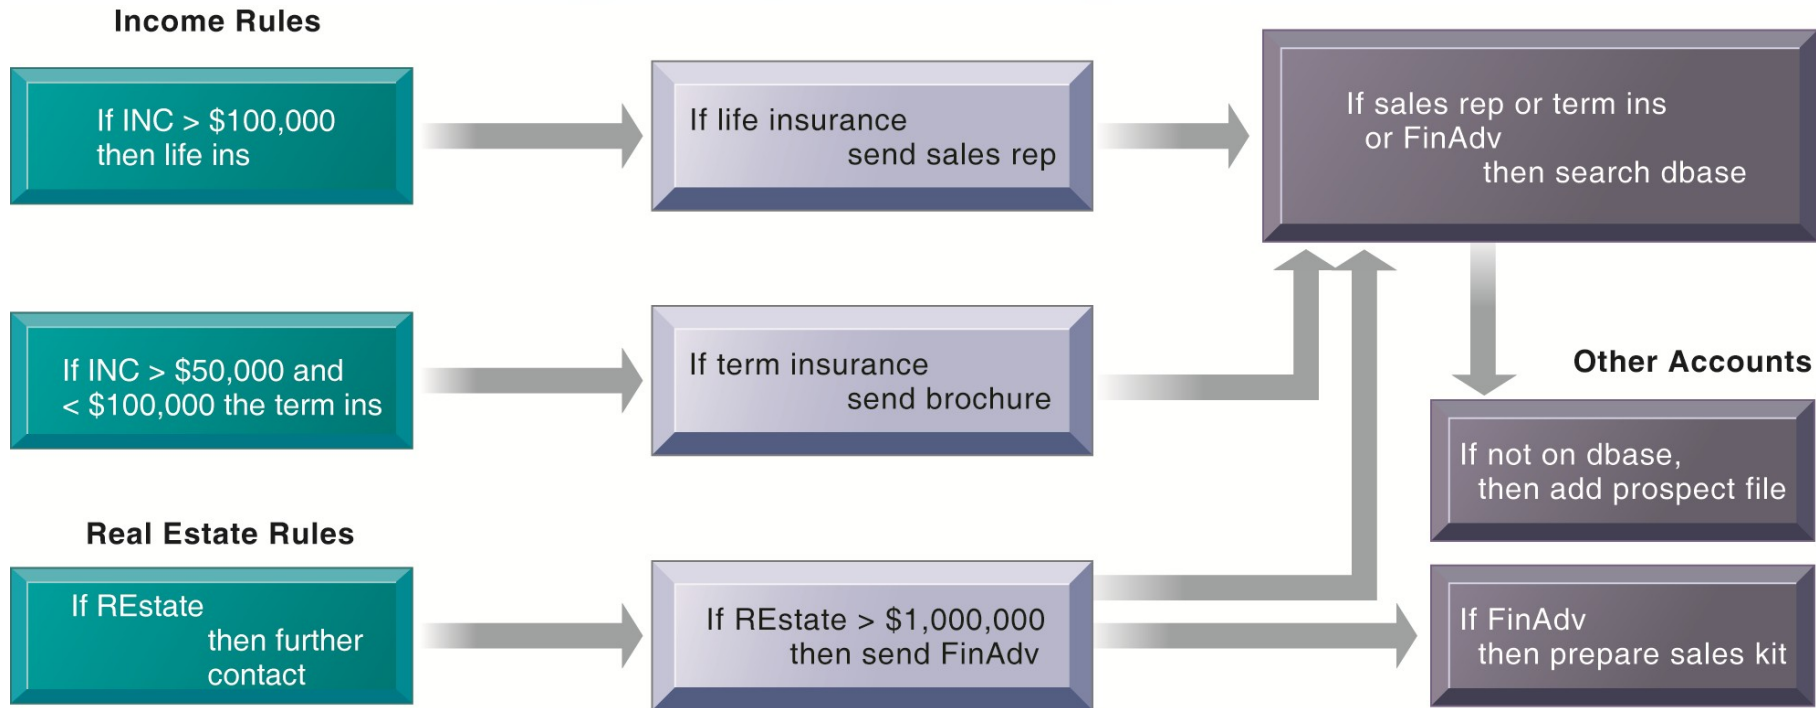 Income Rules
If INC > $100,000
then life ins
If life insurance
send sales rep
If sales rep or term ins
or FinAdv
then search dbase
If INC > $50,000 and
< $100,000 the term ins
If term insurance
send brochure
Other Accounts
If not on dbase,
then add prospect file
Real Estate Rules
If REstate
then further
contact
If REstate > $1,000,000
then send FinAdv
If FinAdv
then prepare sales kit